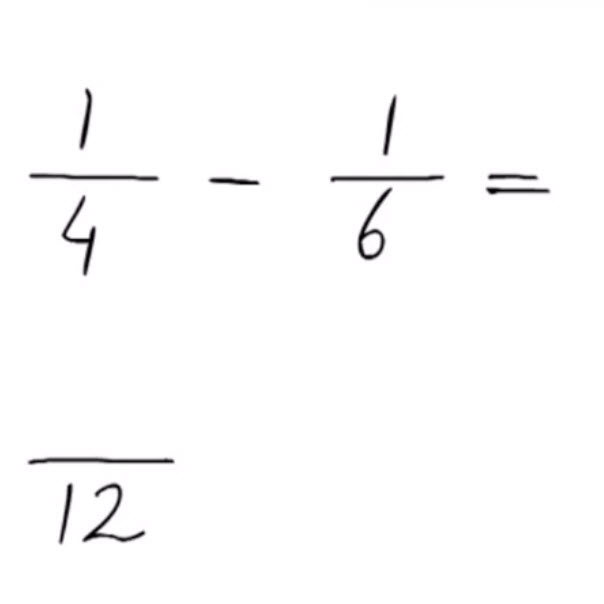 1/4 - 1/6 =
/12